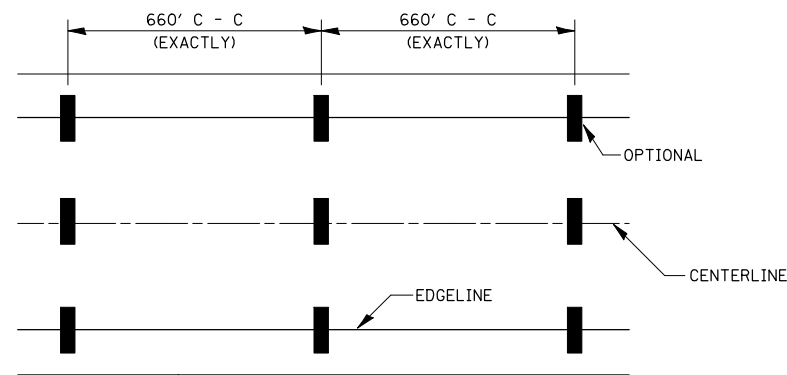 660' C - C
(EXACTLY)
660' C - C
(EXACTLY)
OPTIONAL
CENTERLINE
EDGELINE